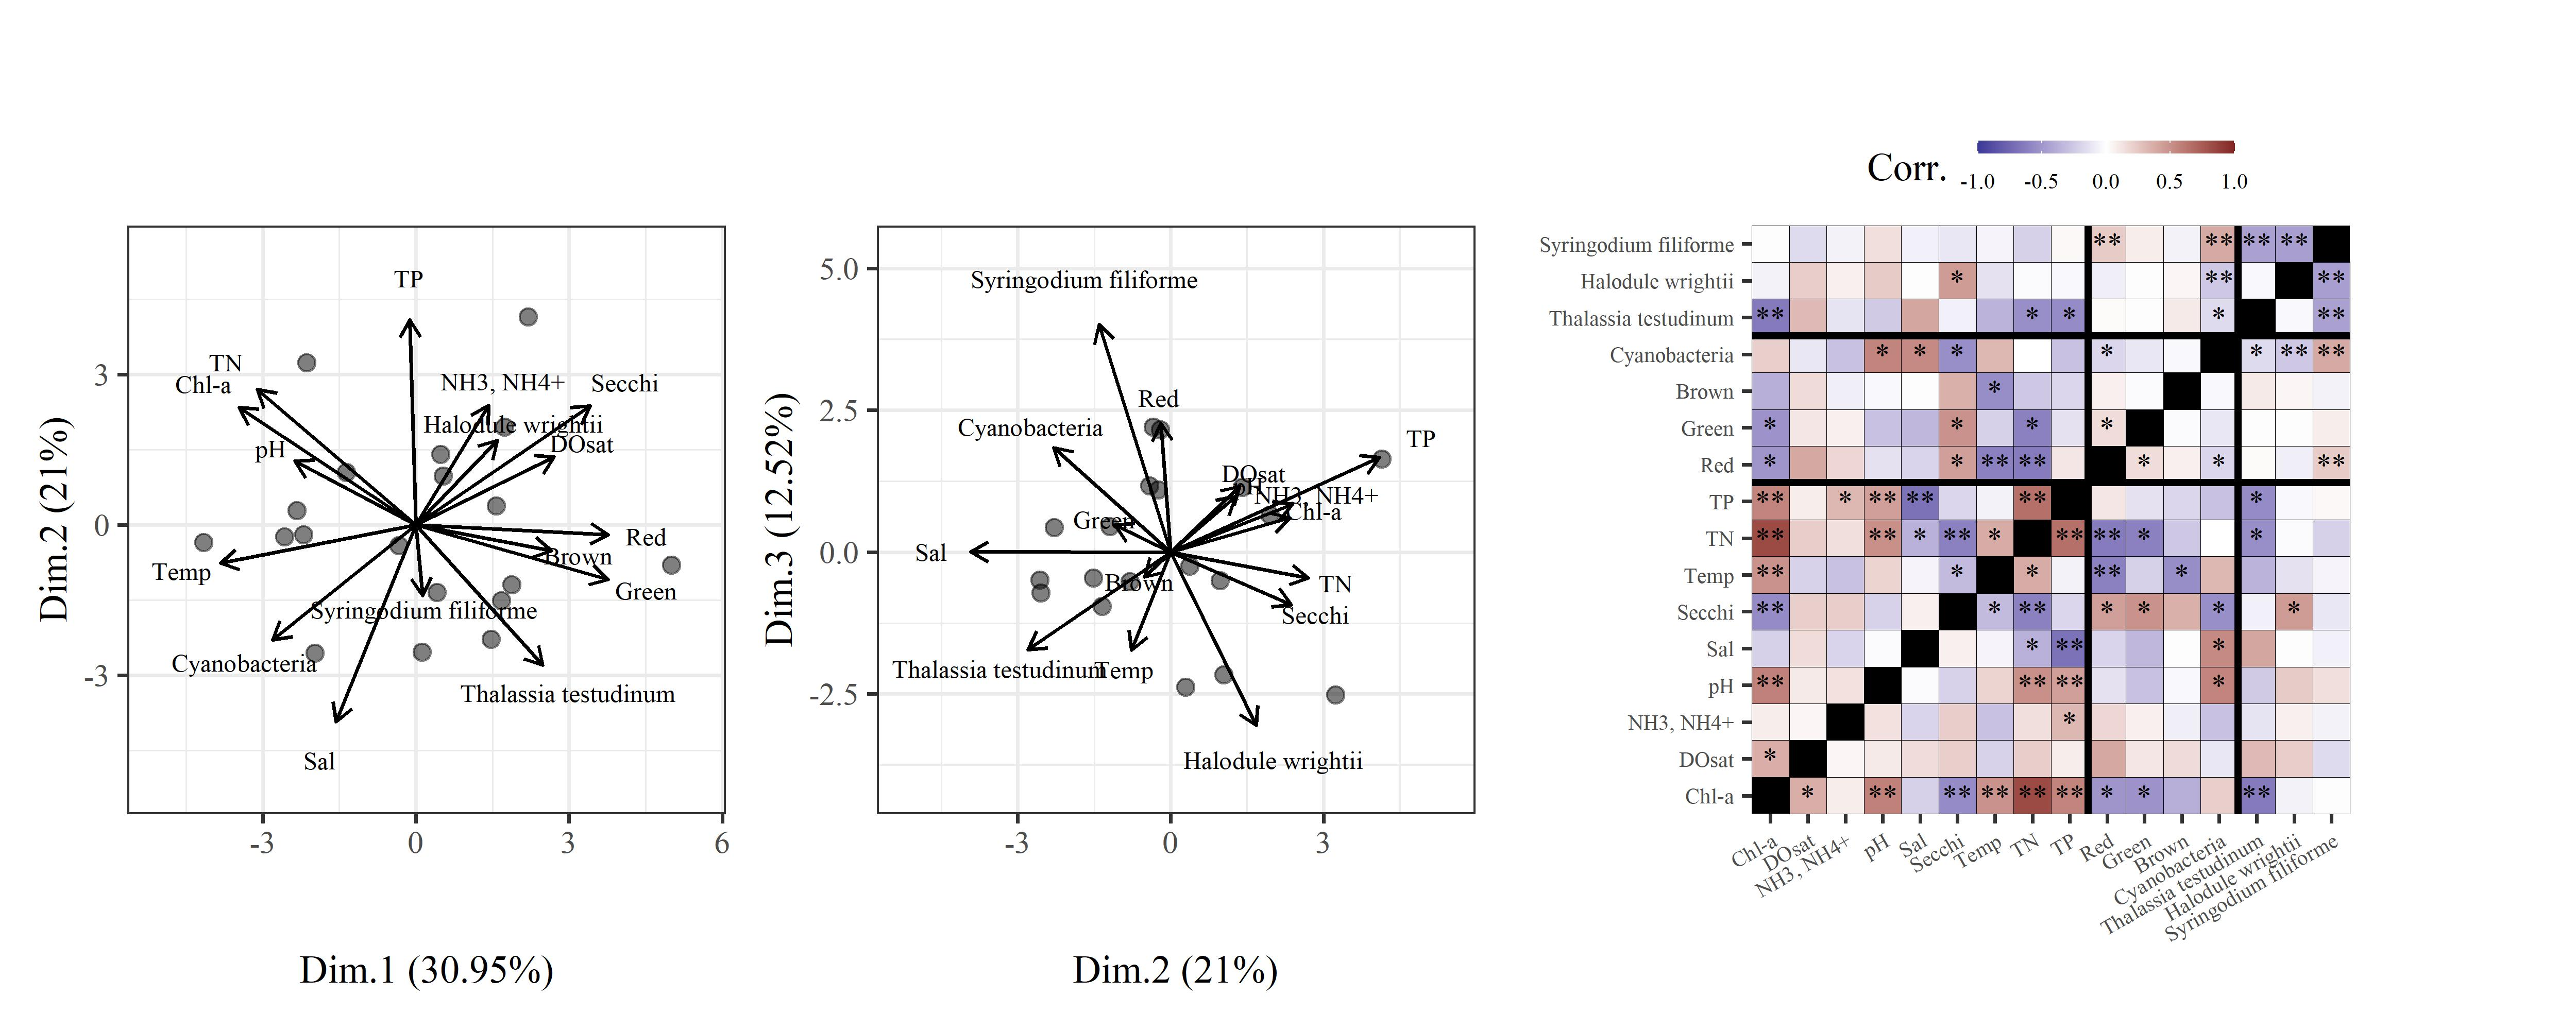 Dim.2 (21%)
3
0
-3
TP
TN
Chl-a
NH3, NH4+
Secchi
Halodule wrightii
DOsat
pH
Red
Brown
Temp
Green
Syringodium filiforme
Cyanobacteria
Thalassia testudinum
Sal
-3
0
3
6
Dim.1 (30.95%)
Dim.3 (12.52%)
5.0
2.5
0.0
-2.5
Syringodium filiforme
Red
Cyanobacteria
TP
DOsat
pH
NH3, NH4+
Chl-a
Green
Sal
Brown
TN
Secchi
Thalassia testudinum
Temp
Halodule wrightii
-3
0
3
Dim.2 (21%)
Corr.
-1.0 -0.5 0.0 0.5 1.0
Syringodium filiforme ** ** ** **
Halodule wrightii * ** **
Thalassia testudinum ** * * * **
Cyanobacteria * * * * * ** **
Brown *
Green * * * *
Red * * ** ** * * **
TP ** * ** ** ** *
TN ** ** * ** * ** ** * *
Temp ** * * ** *
Secchi ** * ** * * * *
Sal * ** *
pH ** ** ** *
NH3, NH4+ *
DOsat *
Chl-a * ** ** ** ** ** * * **
Chl-a
DOsat
NH3, NH4+
pH
Sal
Secchi
Temp
TN
TP
Red
Green
Brown
Cyanobacteria
Thalassia testudinum
Halodule wrightii
Syringodium filiforme